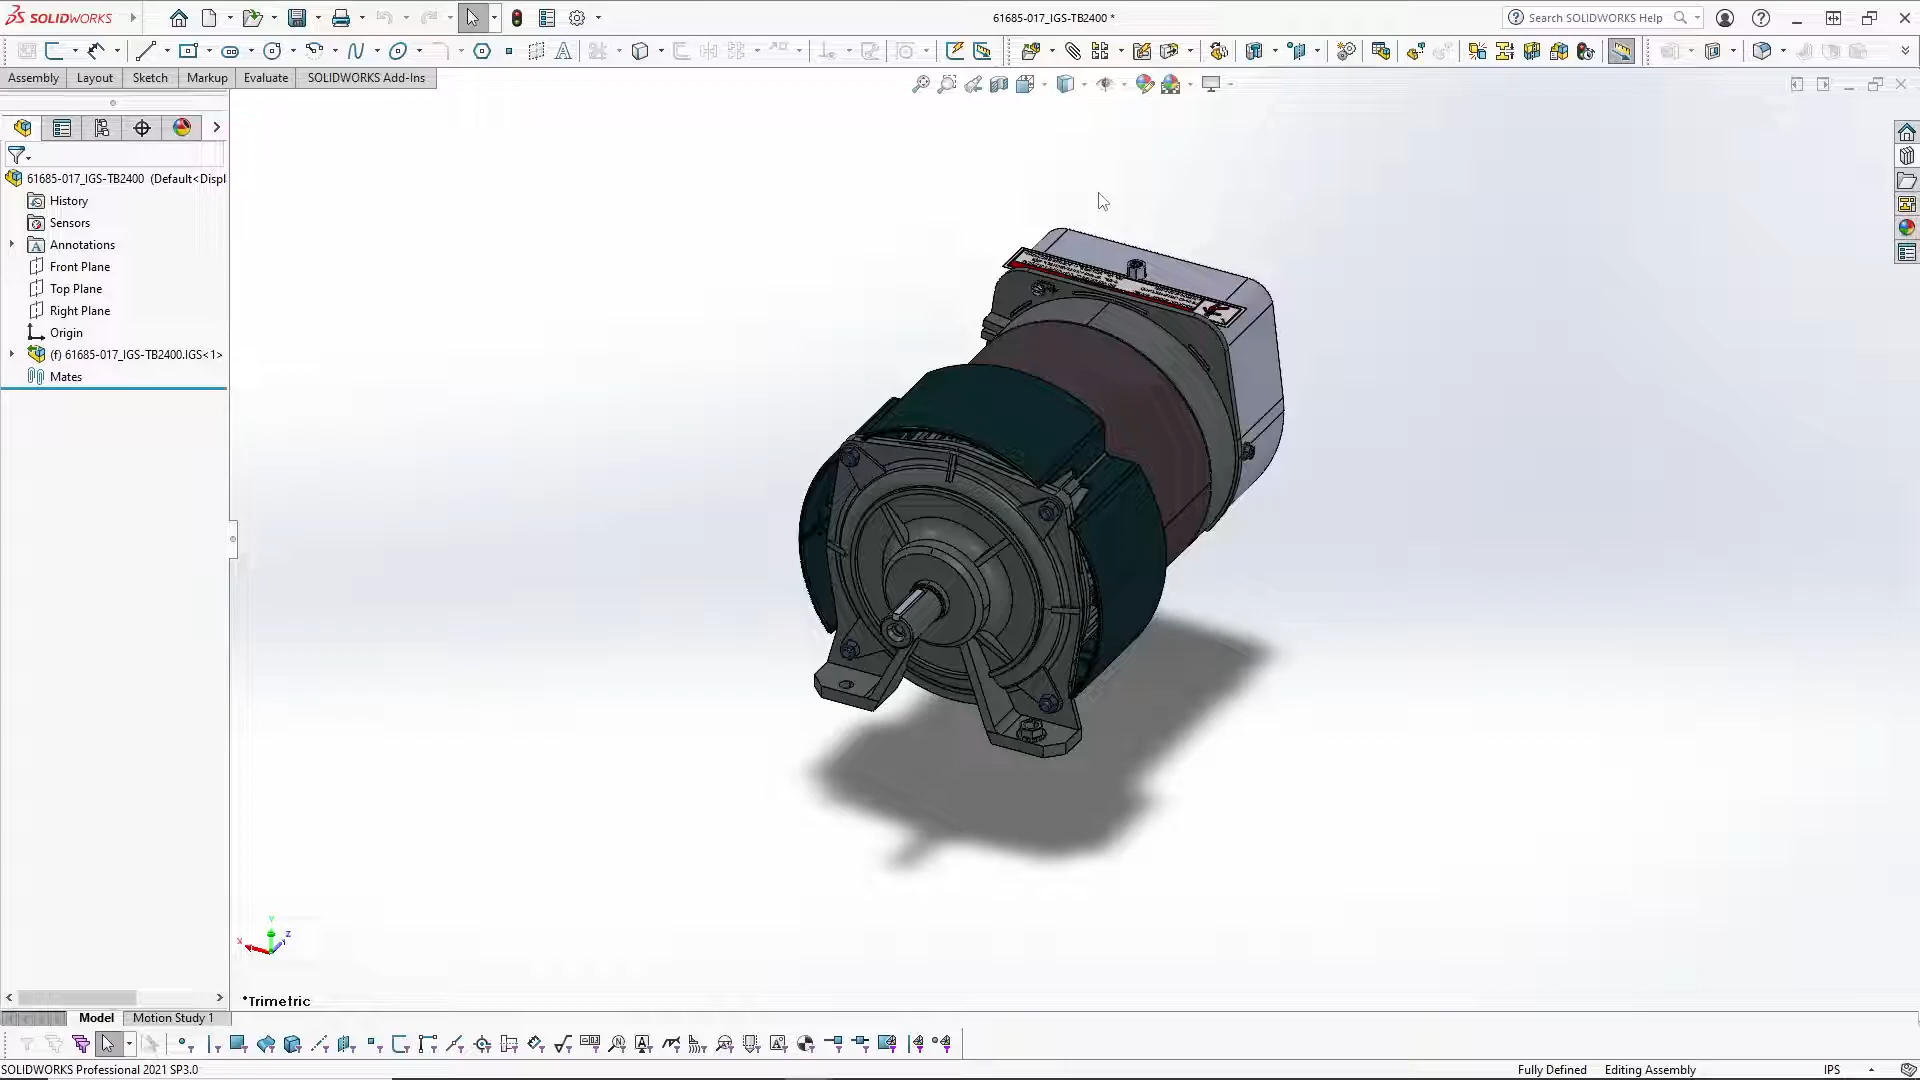 SOLIDWORKS
61685-017_IGS-TB2400 *
Search SOLIDWORKS Help
Assembly
Layout
Sketch
Markup
Evaluate
SOLIDWORKS Add-Ins
61685-017_IGS-TB2400 (Default<Displ
History
Sensors
Annotations
Front Plane
Top Plane
Right Plane
Origin
(f) 61685-017_IGS-TB2400.IGS<1>
Mates
Y
X
Z
*Trimetric
Model
Motion Study 1
SOLIDWORKS Professional 2021 SP3.0
Fully Defined
Editing Assembly
IPS